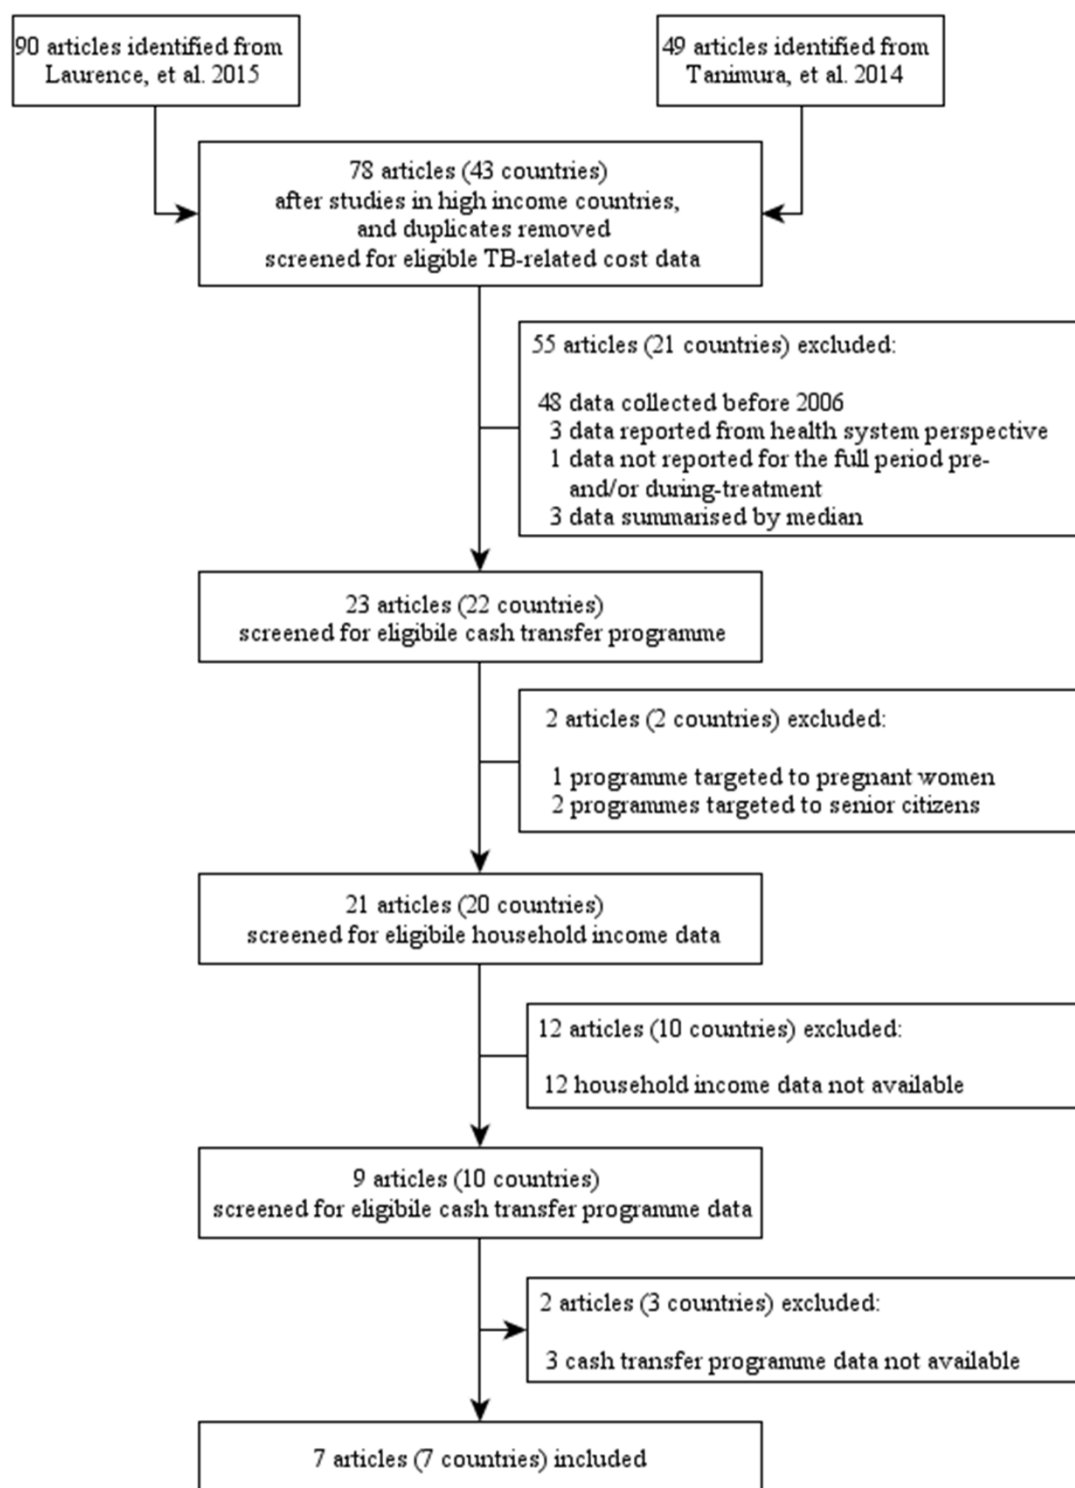 90 articles identified from
Laurence, et al. 2015
49 articles identified from
Tanimura, et al. 2014
78 articles (43 countries)
after studies in high income countries,
and duplicates removed
screened for eligible TB-related cost data
55 articles (21 countries) excluded:
48 data collected before 2006
3 data reported from health system perspective
1 data not reported for the full period pre-
and/or during-treatment
3 data summarised by median
23 articles (22 countries)
screened for eligibile cash transfer programme
2 articles (2 countries) excluded:
1 programme targeted to pregnant women
2 programmes targeted to senior citizens
21 articles (20 countries)
screened for eligibile household income data
12 articles (10 countries) excluded:
12 household income data not available
9 articles (10 countries)
screened for eligibile cash transfer programme data
2 articles (3 countries) excluded:
3 cash transfer programme data not available
7 articles (7 countries) included